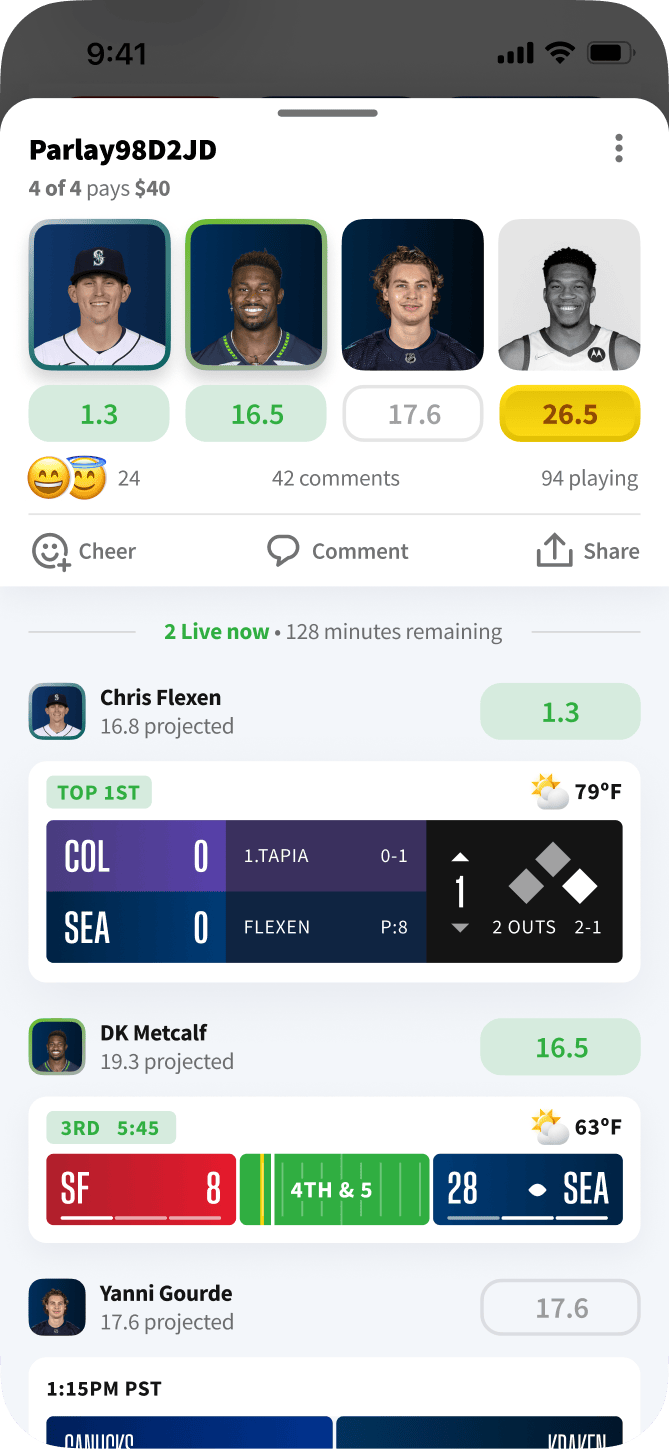 9:41
Parlay98D2JD
4 of 4 pays $40
1.3 16.5 17.6 26.5
24 42 comments 94 playing
Cheer Comment Share
2 Live now • 128 minutes remaining
Chris Flexen
16.8 projected
1.3
TOP 1ST 79°F
COL 0 1.TAPIA 0-1
1
SEA 0 FLEXEN P:8 2 OUTS 2-1
DK Metcalf
19.3 projected
16.5
3RD 5:45 63°F
SF 8 4TH & 5 28 SEA
Yanni Gourde
17.6 projected
17.6
1:15PM PST
CANUCKS KRAKEN